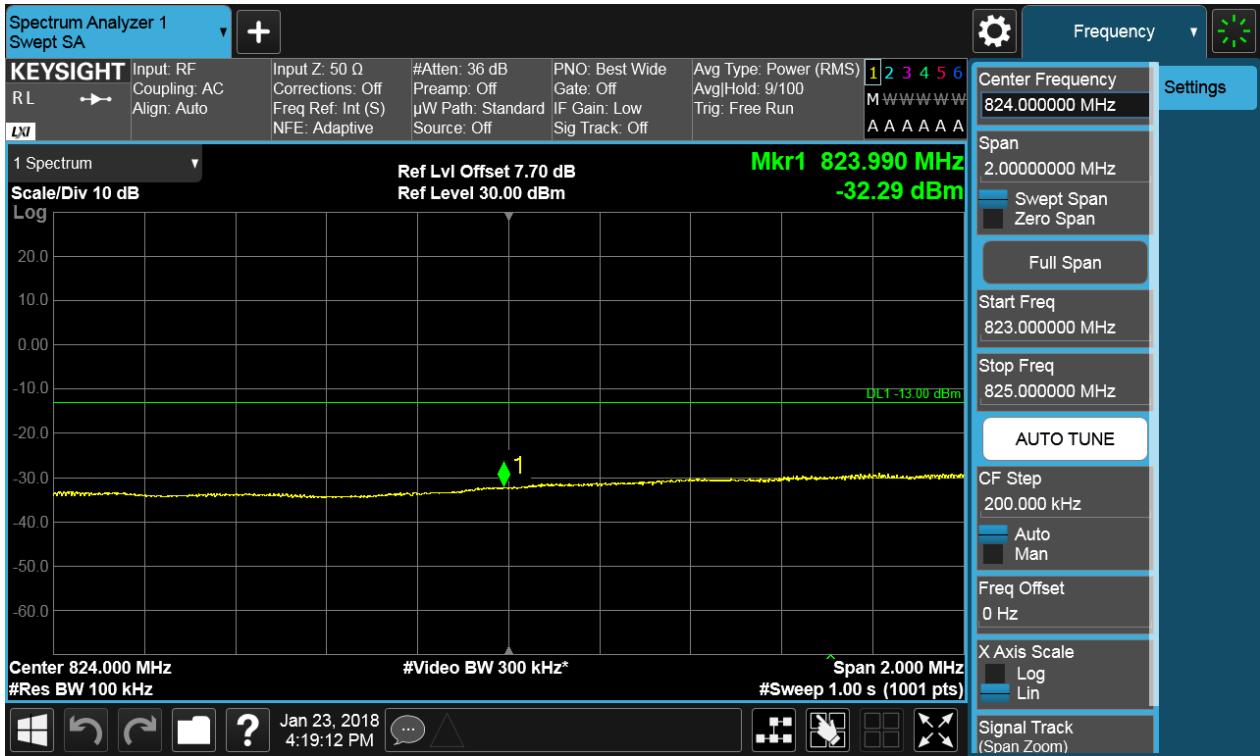 Spectrum Analyzer 1
Swept SA
Frequency
KEYSIGHT
RL
LXI
Input: RF
Coupling: AC
Align: Auto
Input Z: 50 Ω
Corrections: Off
Freq Ref: Int (S)
NFE: Adaptive
#Atten: 36 dB
Preamp: Off
µW Path: Standard
Source: Off
PNO: Best Wide
Gate: Off
IF Gain: Low
Sig Track: Off
Avg Type: Power (RMS)
Avg|Hold: 9/100
Trig: Free Run
1 2 3 4 5 6
M W W W W W
A A A A A A
1 Spectrum
Scale/Div 10 dB
Log
Ref Lvl Offset 7.70 dB
Ref Level 30.00 dBm
Mkr1 823.990 MHz
-32.29 dBm
20.0
10.0
0.00
-10.0
-20.0
-30.0
-40.0
-50.0
-60.0
DL1 -13.00 dBm
1
Center 824.000 MHz
#Res BW 100 kHz
#Video BW 300 kHz*
Span 2.000 MHz
#Sweep 1.00 s (1001 pts)
Jan 23, 2018
4:19:12 PM
Center Frequency
824.000000 MHz
Span
2.00000000 MHz
Swept Span
Zero Span
Full Span
Start Freq
823.000000 MHz
Stop Freq
825.000000 MHz
AUTO TUNE
CF Step
200.000 kHz
Auto
Man
Freq Offset
0 Hz
X Axis Scale
Log
Lin
Signal Track
(Span Zoom)
Settings